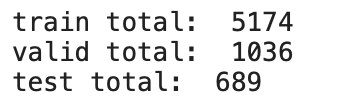 train total:  5174
valid total:  1036
test total:  689